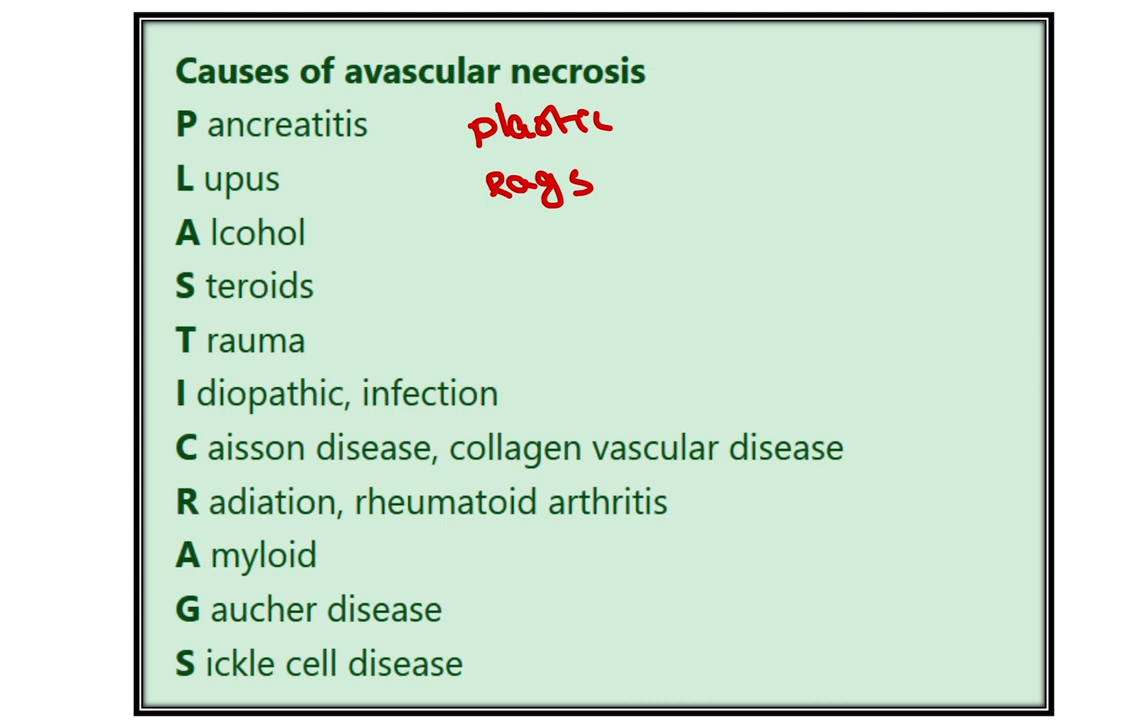 Causes of avascular necrosis
P ancreatitis
plastic
L upus
Rags
A lcohol
S teroids
T rauma
I diopathic, infection
C aisson disease, collagen vascular disease
R adiation, rheumatoid arthritis
A myloid
G aucher disease
S ickle cell disease